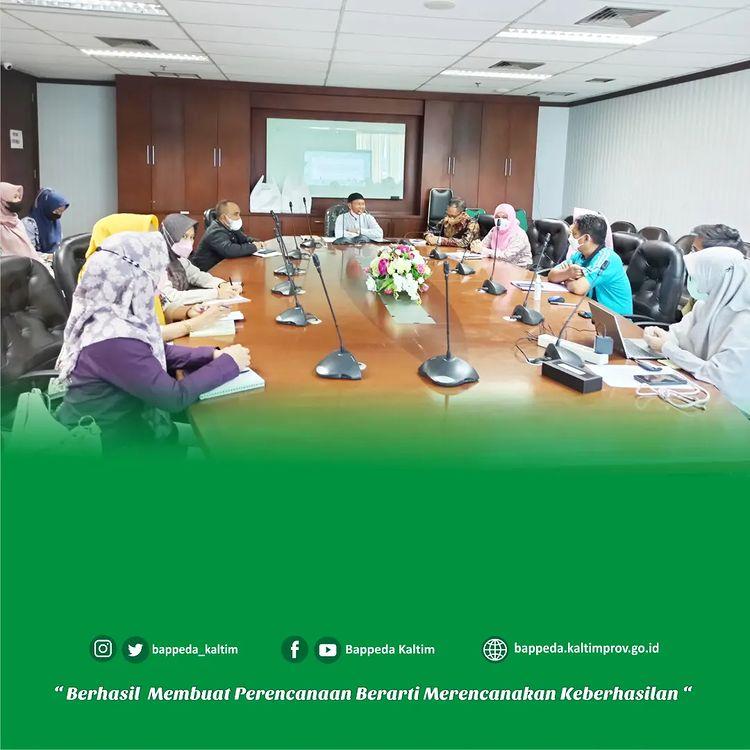 bappeda_kaltim
Bappeda Kaltim
bappeda.kaltimprov.go.id
“ Berhasil Membuat Perencanaan Berarti Merencanakan Keberhasilan “